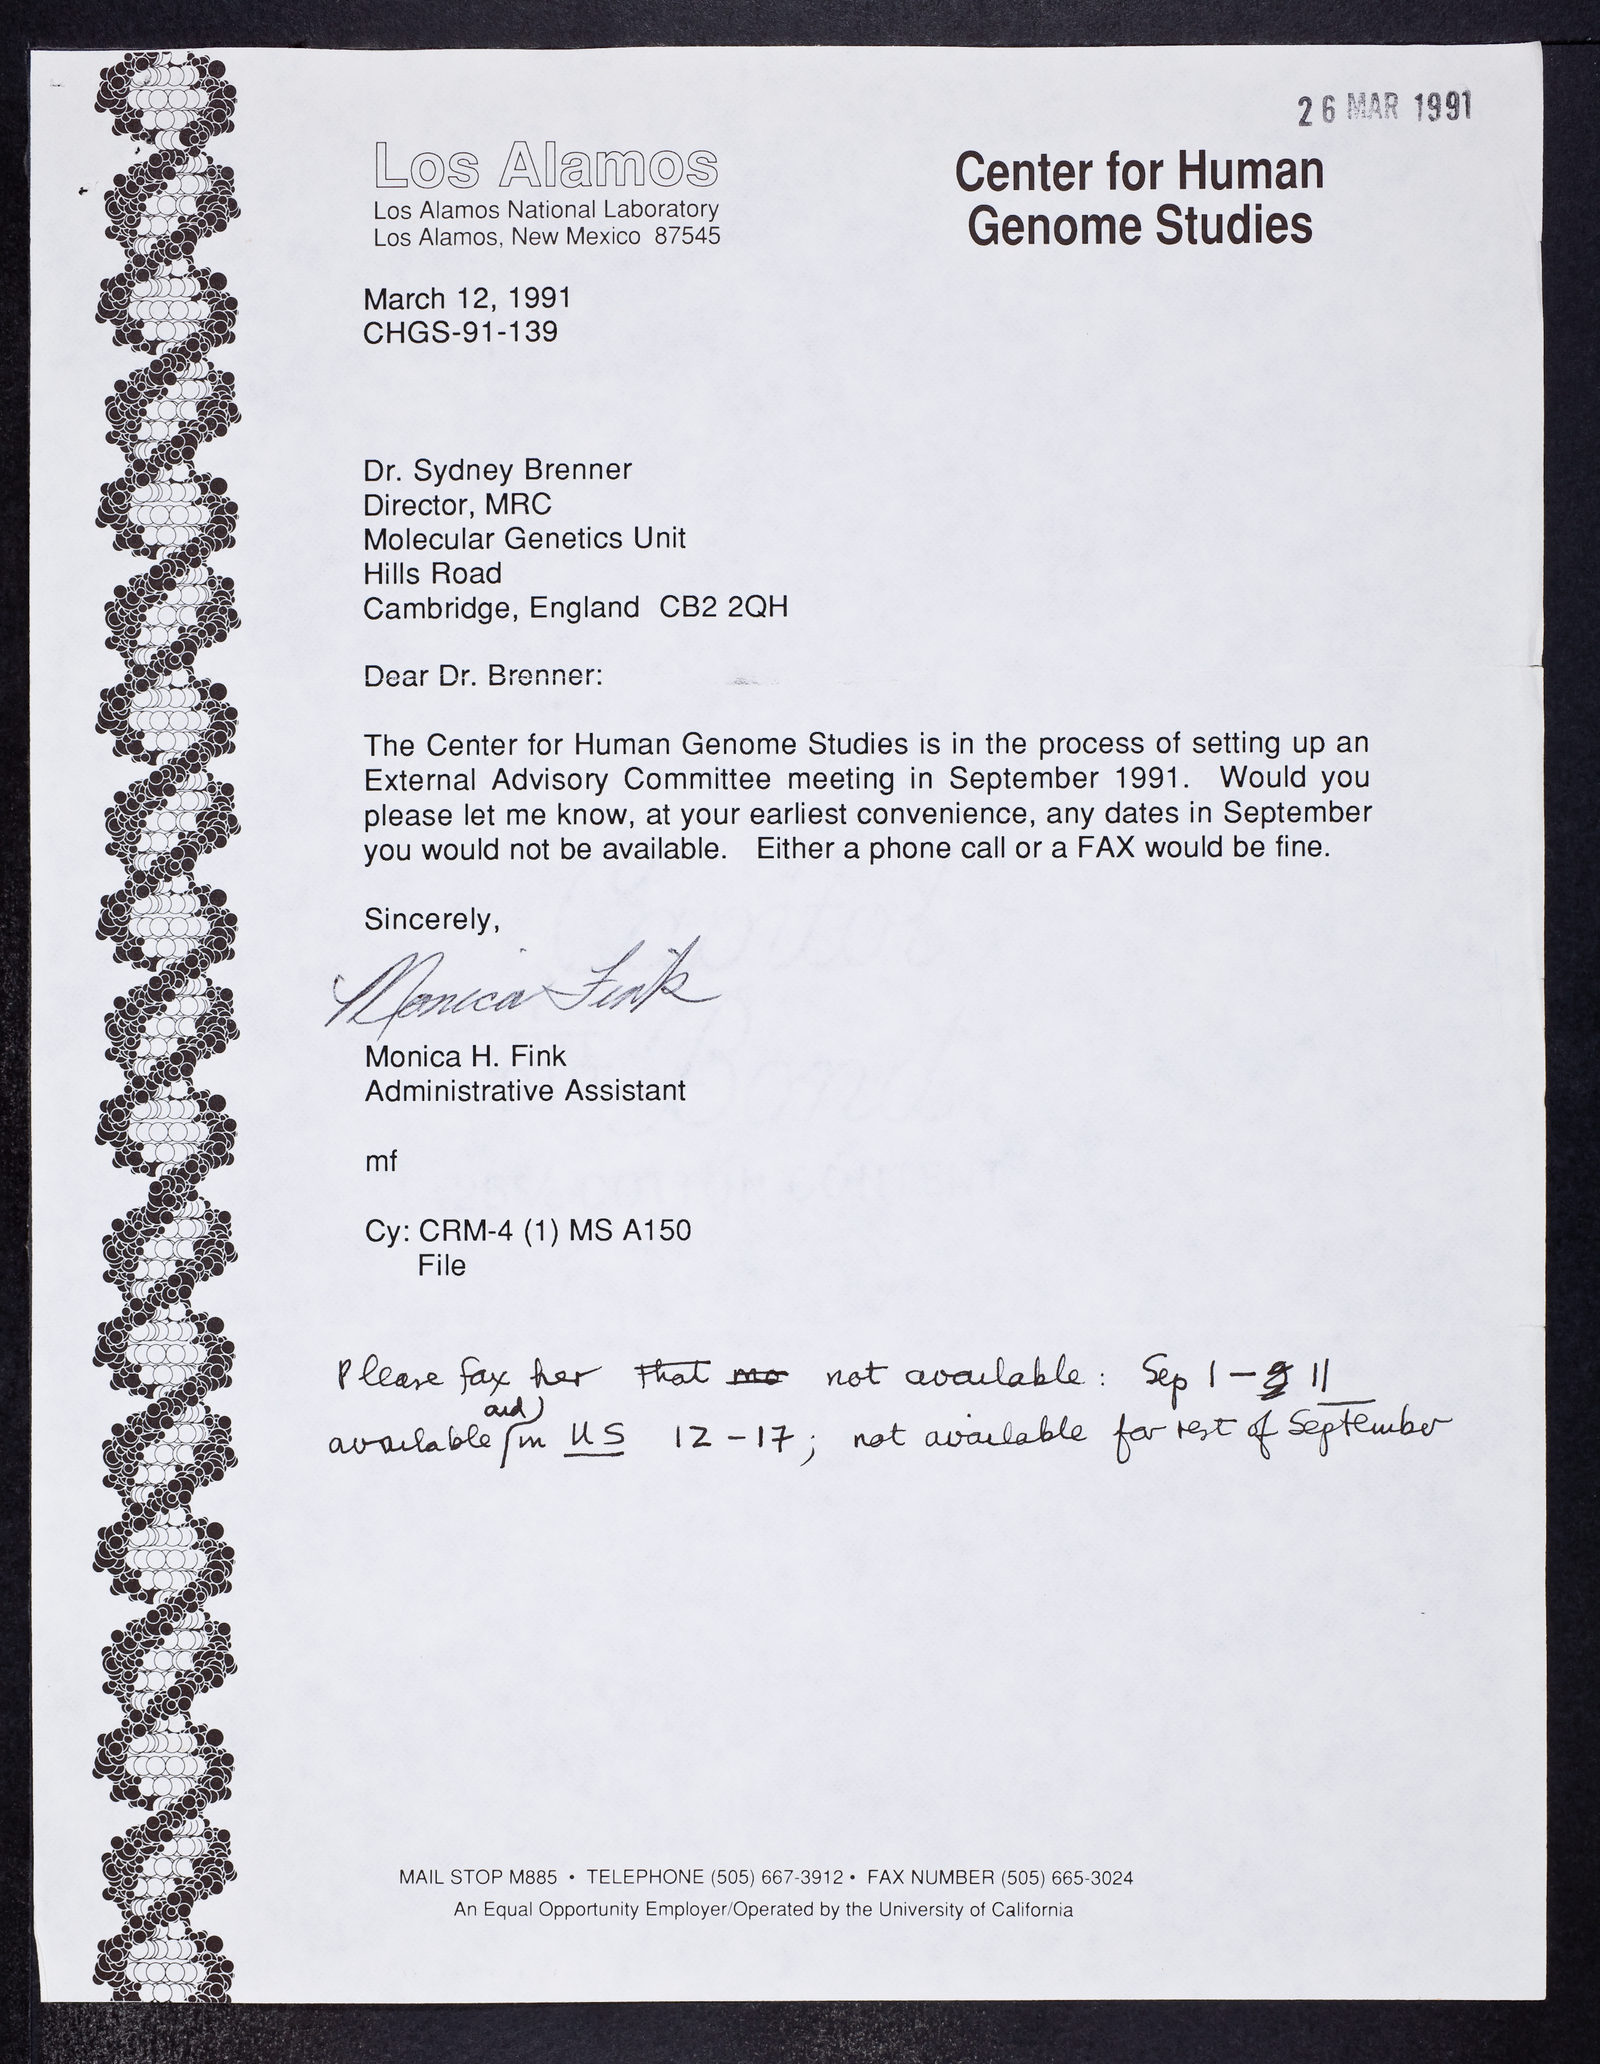 26 MAR 1991
Los Alamos
Los Alamos National Laboratory
Los Alamos, New Mexico 87545
Center for Human
Genome Studies
March 12, 1991
CHGS-91-139
Dr. Sydney Brenner
Director, MRC
Molecular Genetics Unit
Hills Road
Cambridge, England CB2 2QH
Dear Dr. Brenner:
The Center for Human Genome Studies is in the process of setting up an
External Advisory Committee meeting in September 1991. Would you
please let me know, at your earliest convenience, any dates in September
you would not be available. Either a phone call or a FAX would be fine.
Sincerely,
Monica Fink
Monica H. Fink
Administrative Assistant
mf
Cy: CRM-4 (1) MS A150
File
Please fax her that not available: Sep 1 - 11
available and in US 12 - 17; not available for rest of September
MAIL STOP M885 • TELEPHONE (505) 667-3912 • FAX NUMBER (505) 665-3024
An Equal Opportunity Employer/Operated by the University of California